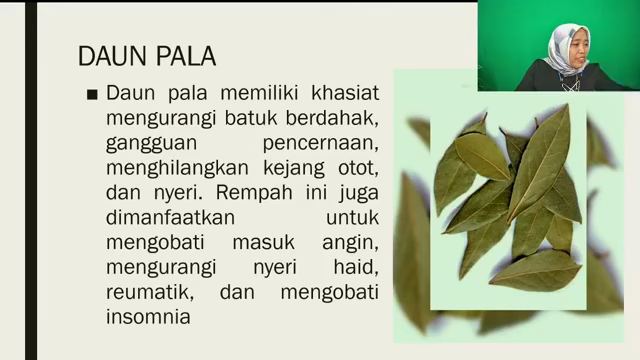 DAUN PALA
■ Daun pala memiliki khasiat
mengurangi batuk berdahak,
gangguan pencernaan,
menghilangkan kejang otot,
dan nyeri. Rempah ini juga
dimanfaatkan untuk
mengobati masuk angin,
mengurangi nyeri haid,
reumatik, dan mengobati
insomnia